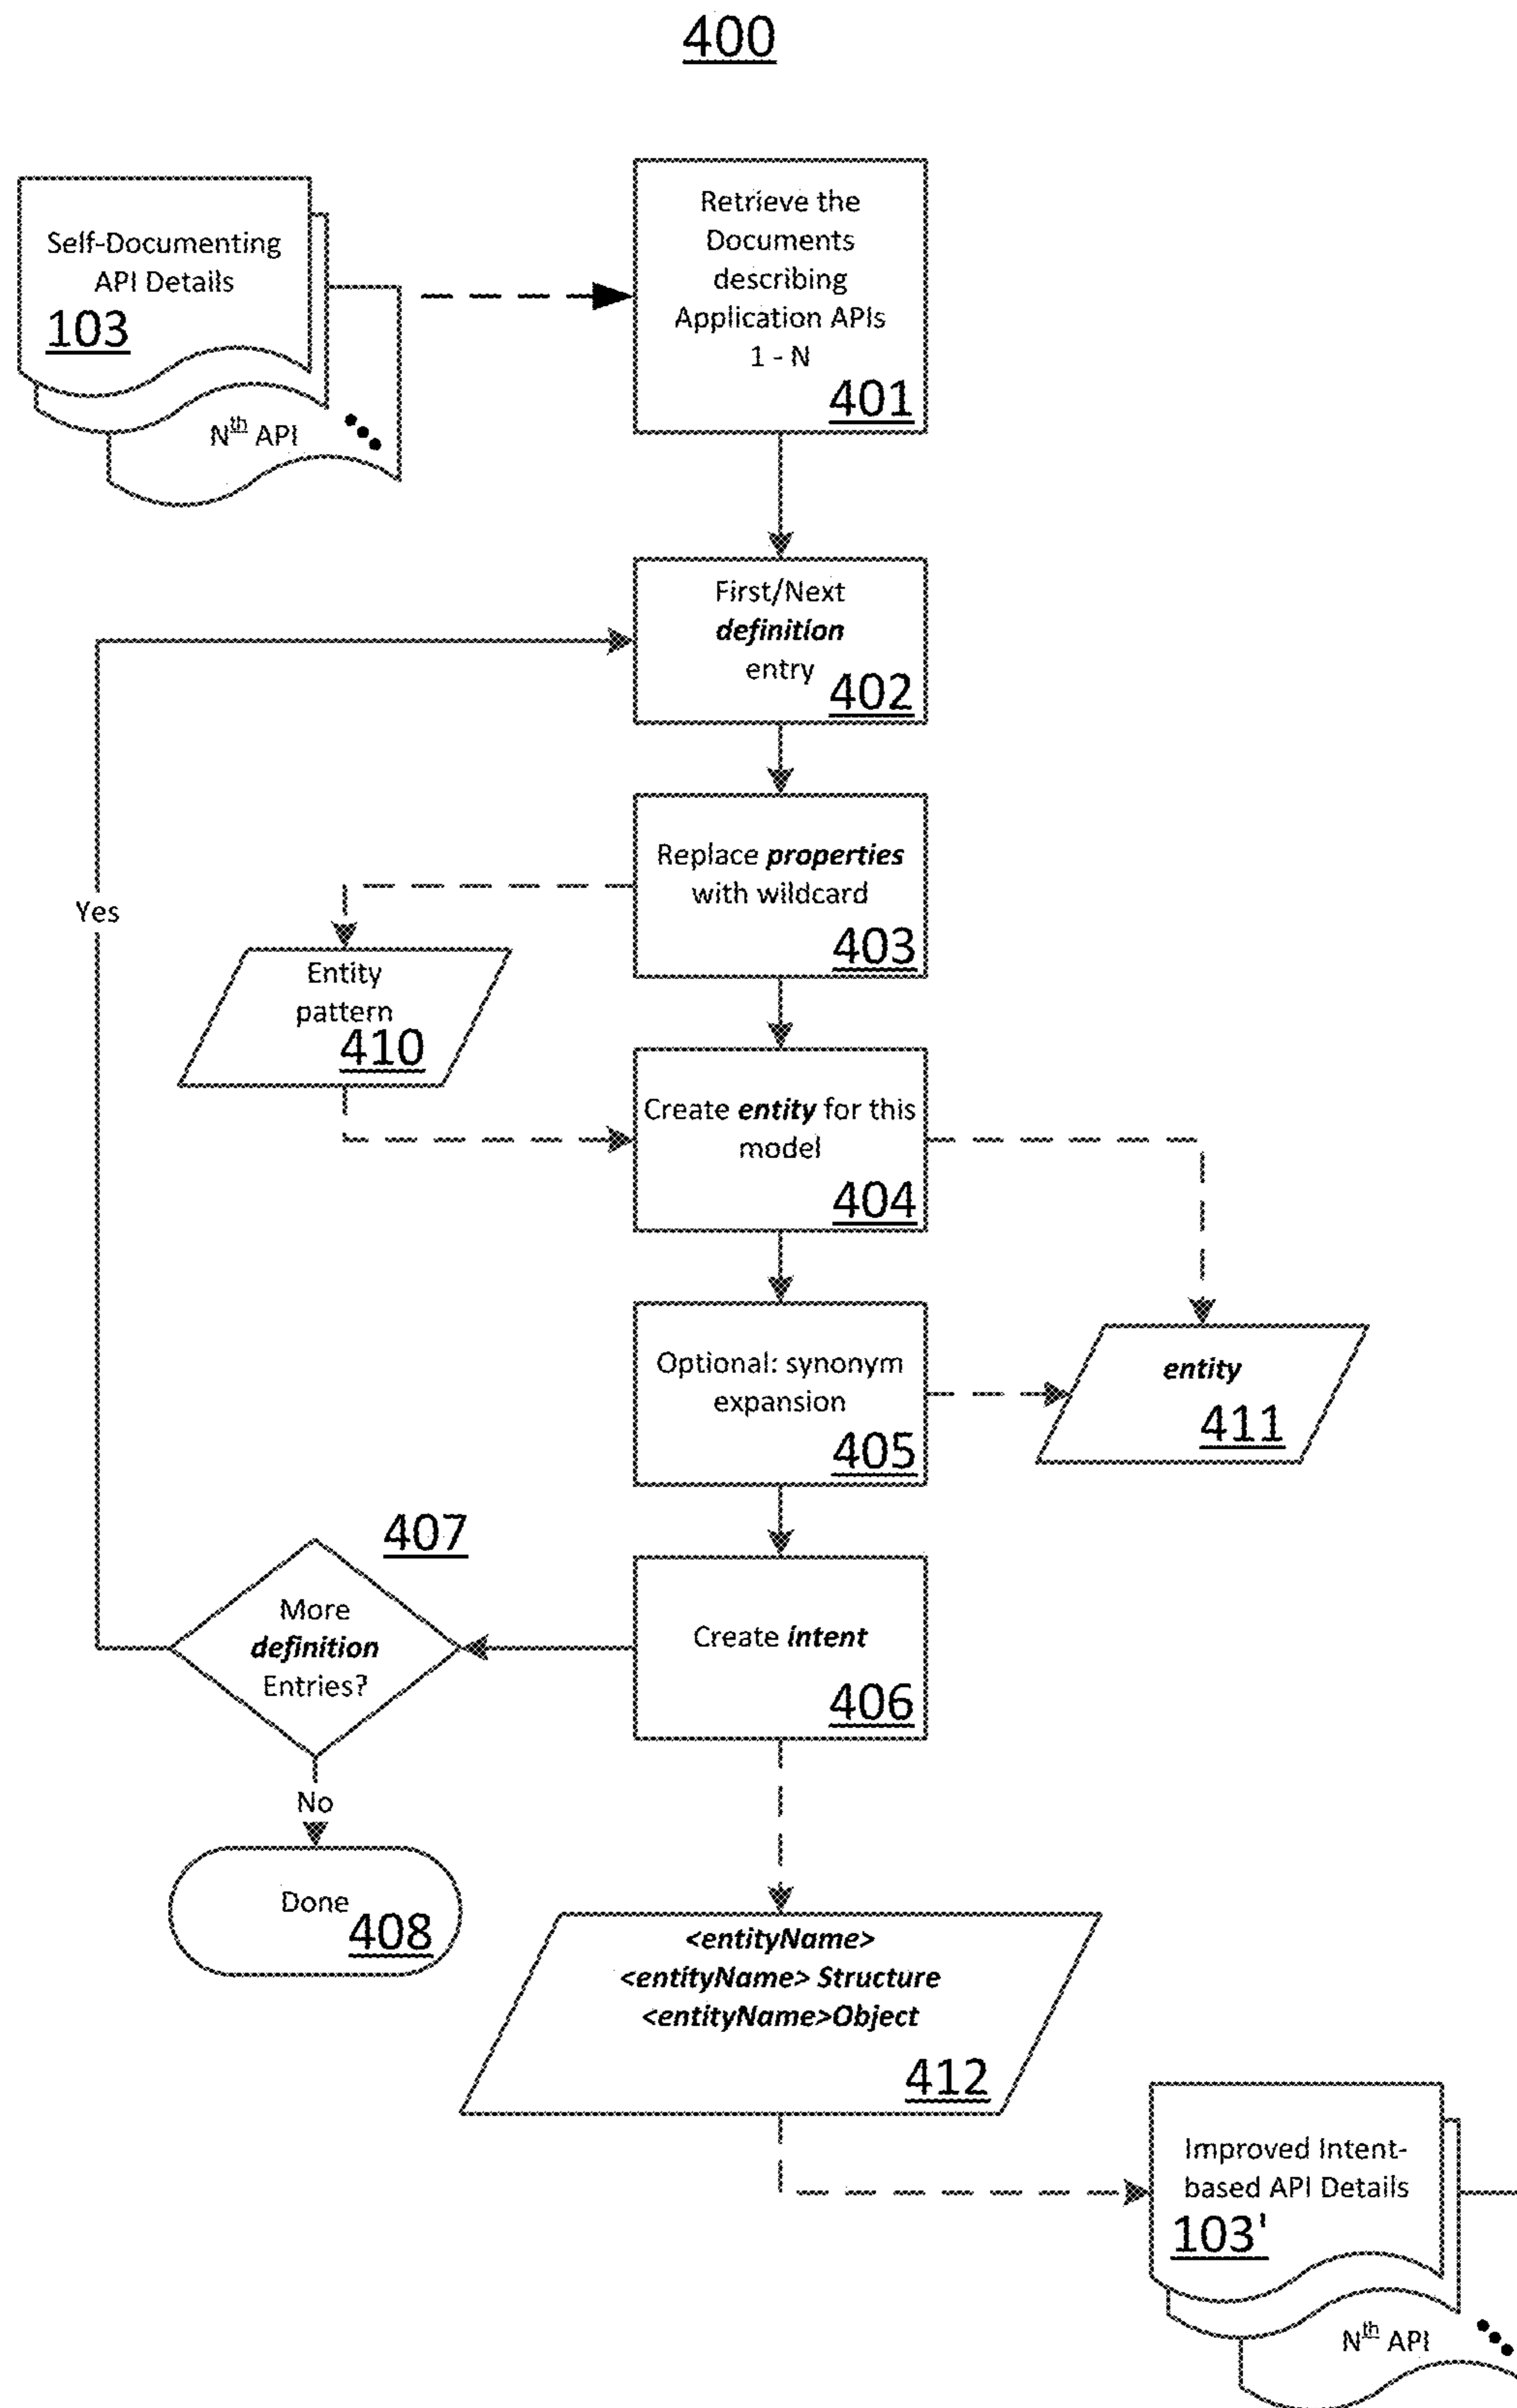 400
Self-Documenting
API Details
103
Nth API
Retrieve the
Documents
describing
Application APIs
1 - N
401
First/Next
definition
entry
402
Replace properties
with wildcard
403
Yes
Entity
pattern
410
Create entity for this
model
404
Optional: synonym
expansion
405
entity
411
407
More
definition
Entries?
Create intent
406
No
Done
408
<entityName>
<entityName> Structure
<entityName>Object
412
Improved Intent-
based API Details
103'
Nth API